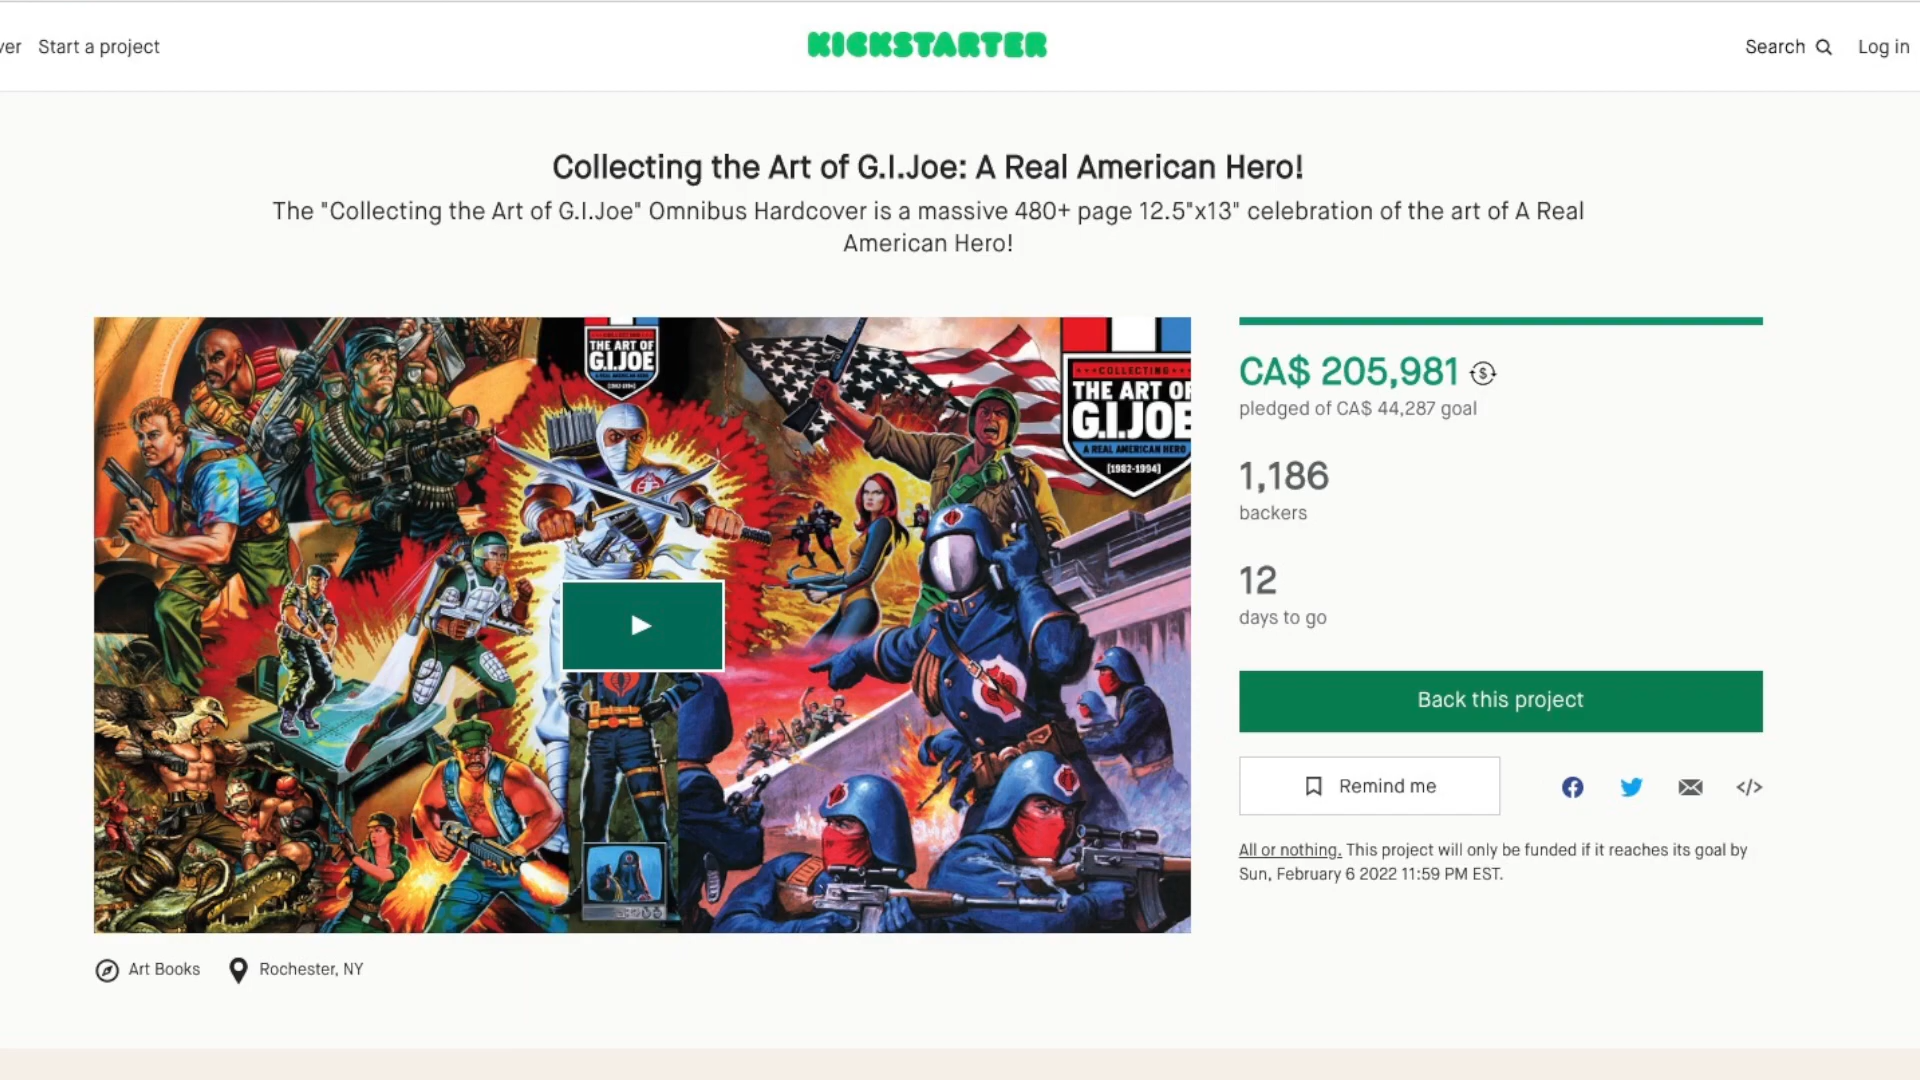 ver Start a project
KICKSTARTER
Search
Log in
Collecting the Art of G.I.Joe: A Real American Hero!
The "Collecting the Art of G.I.Joe" Omnibus Hardcover is a massive 480+ page 12.5"x13" celebration of the art of A Real
American Hero!
THE ART OF
G.I.JOE
COLLECTING
THE ART OF
G.I.JOE
A REAL AMERICAN HERO
[1982-1994]
CA$ 205,981
pledged of CA$ 44,287 goal
1,186
backers
12
days to go
Back this project
Remind me
All or nothing. This project will only be funded if it reaches its goal by
Sun, February 6 2022 11:59 PM EST.
Art Books
Rochester, NY